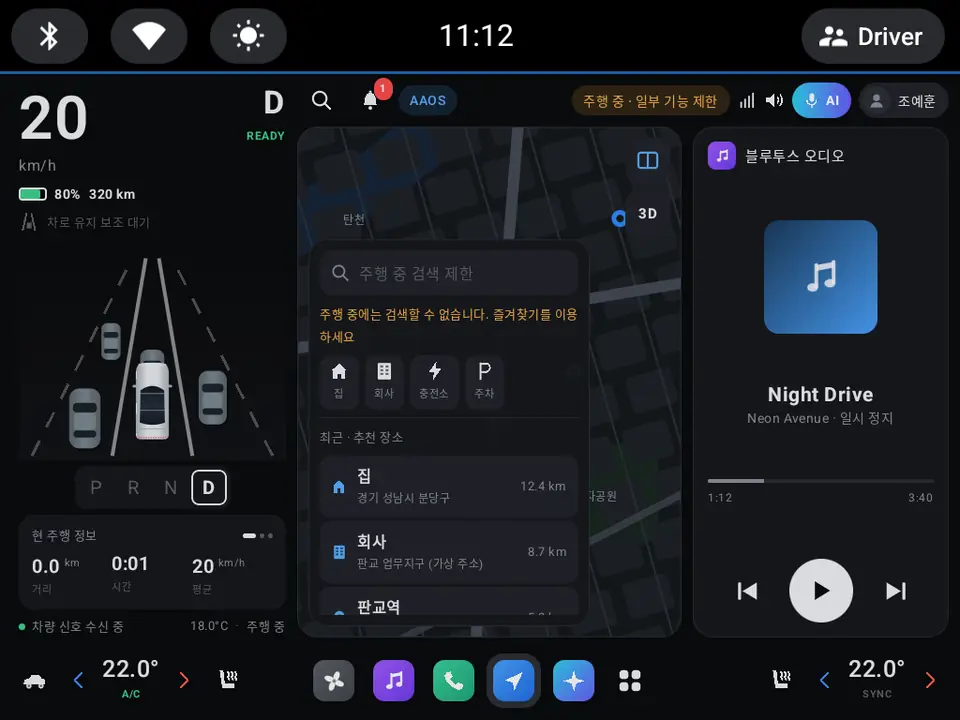 11:12
Driver
20
km/h
D
READY
80% 320 km
차로 유지 보조 대기
1
AAOS
주행 중 · 일부 기능 제한
AI
조예훈
탄천
3D
주행 중 검색 제한
주행 중에는 검색할 수 없습니다. 즐겨찾기를 이용
하세요
집
회사
충전소
P
주차
최근 · 추천 장소
집
경기 성남시 분당구
12.4 km
회사
판교 업무지구 (가상 주소)
8.7 km
판교역
블루투스 오디오
Night Drive
Neon Avenue · 일시 정지
1:12
3:40
P R N D
현 주행 정보
0.0 km
거리
0:01
시간
20 km/h
평균
차량 신호 수신 중
18.0°C · 주행 중
22.0°
A/C
22.0°
SYNC